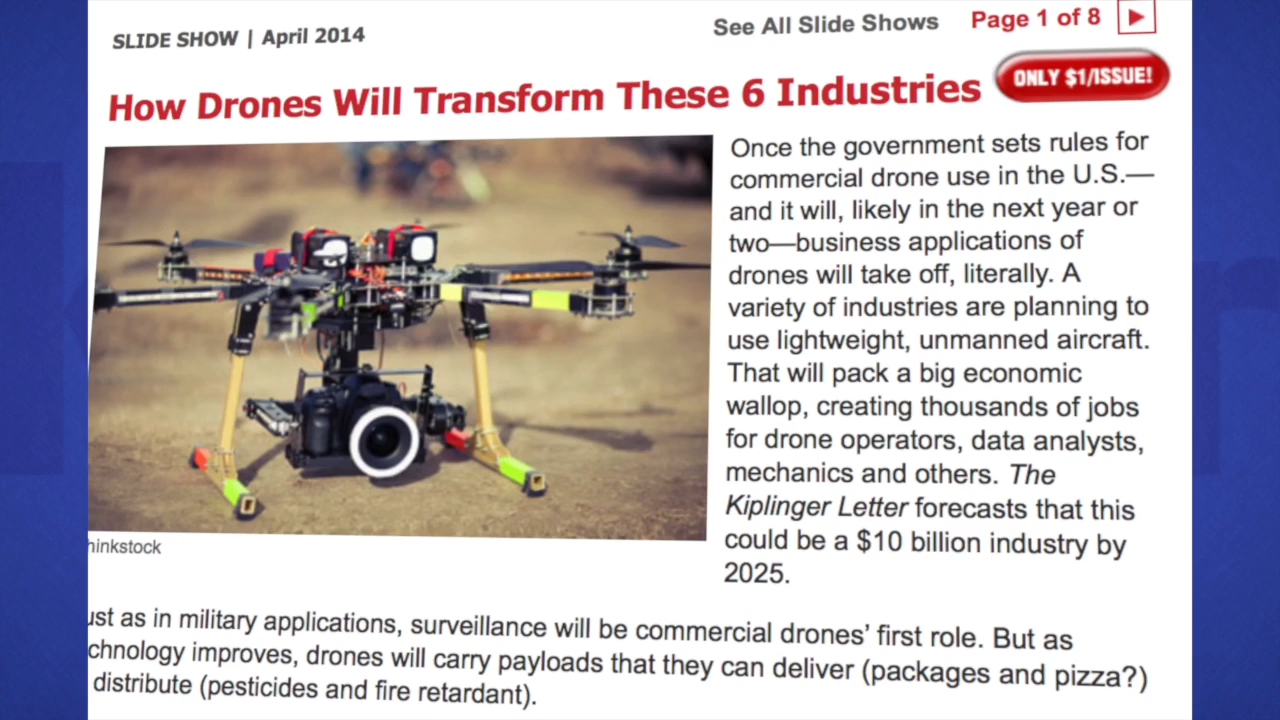 SLIDE SHOW | April 2014
See All Slide Shows
Page 1 of 8
How Drones Will Transform These 6 Industries
ONLY $1/ISSUE!
Once the government sets rules for
commercial drone use in the U.S.—
and it will, likely in the next year or
two—business applications of
drones will take off, literally. A
variety of industries are planning to
use lightweight, unmanned aircraft.
That will pack a big economic
wallop, creating thousands of jobs
for drone operators, data analysts,
mechanics and others. The
Kiplinger Letter forecasts that this
could be a $10 billion industry by
2025.
hinkstock
ust as in military applications, surveillance will be commercial drones' first role. But as
chnology improves, drones will carry payloads that they can deliver (packages and pizza?)
distribute (pesticides and fire retardant).